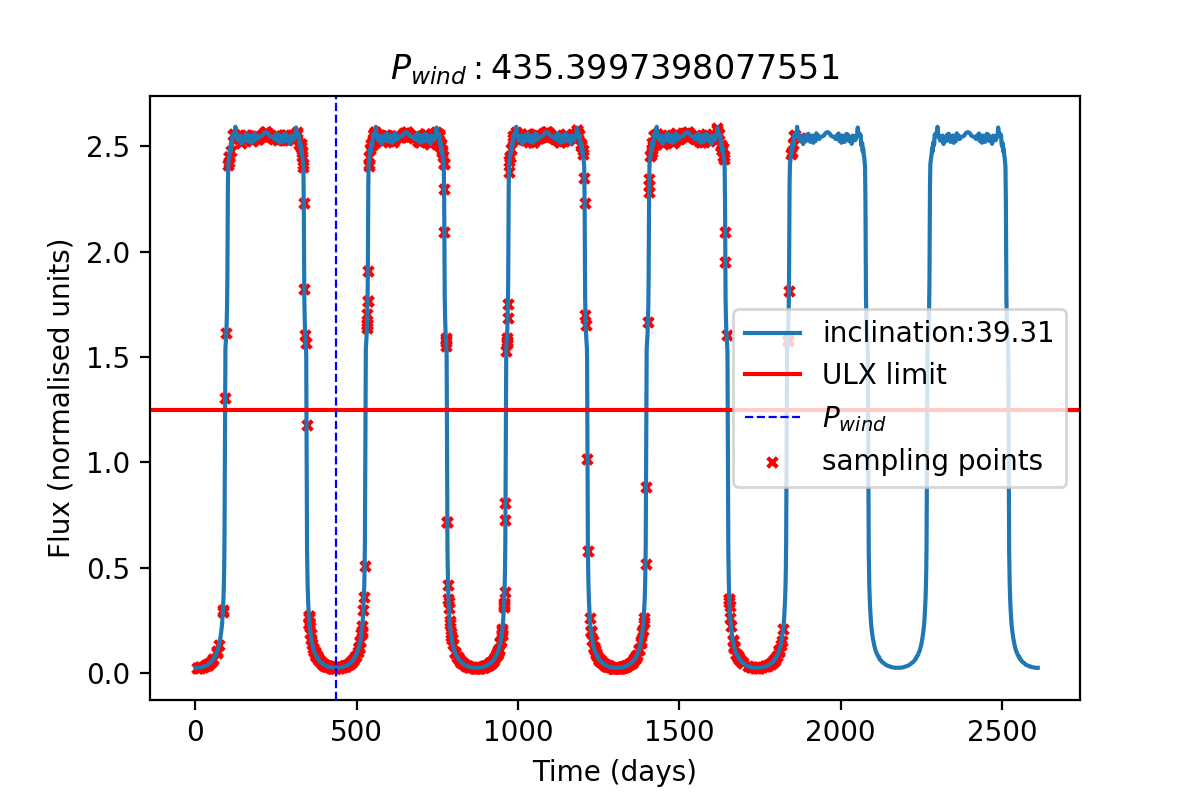 P_wind : 435.3997398077551
Flux (normalised units)
2.5
2.0
1.5
1.0
0.5
0.0
inclination:39.31
ULX limit
P_wind
sampling points
0 500 1000 1500 2000 2500
Time (days)